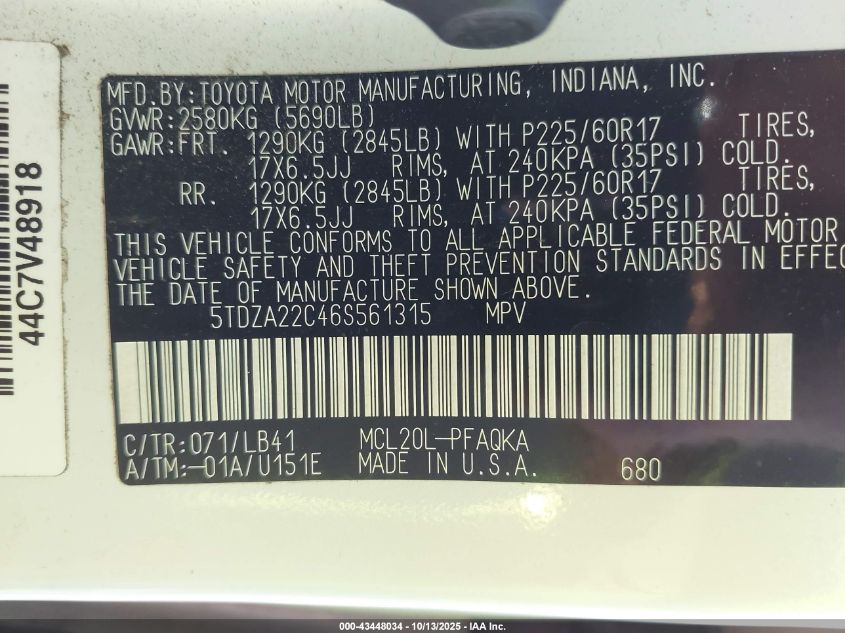 MFD.BY:TOYOTA MOTOR MANUFACTURING, INDIANA, INC.
GVWR:2580KG (5690LB)
GAWR:FRT. 1290KG (2845LB) WITH P225/60R17 TIRES,
17X6.5JJ RIMS, AT 240KPA (35PSI) COLD.
RR. 1290KG (2845LB) WITH P225/60R17 TIRES,
17X6.5JJ RIMS, AT 240KPA (35PSI) COLD.
THIS VEHICLE CONFORMS TO ALL APPLICABLE FEDERAL MOTOR
VEHICLE SAFETY AND THEFT PREVENTION STANDARDS IN EFFEC
THE DATE OF MANUFACTURE SHOWN ABOVE.
5TDZA22C46S561315 MPV
C/TR:071/LB41 MCL20L-PFAQKA
A/TM:-01A/U151E MADE IN U.S.A. 680
44C7V48918
000-43448034 - 10/13/2025 - IAA Inc.